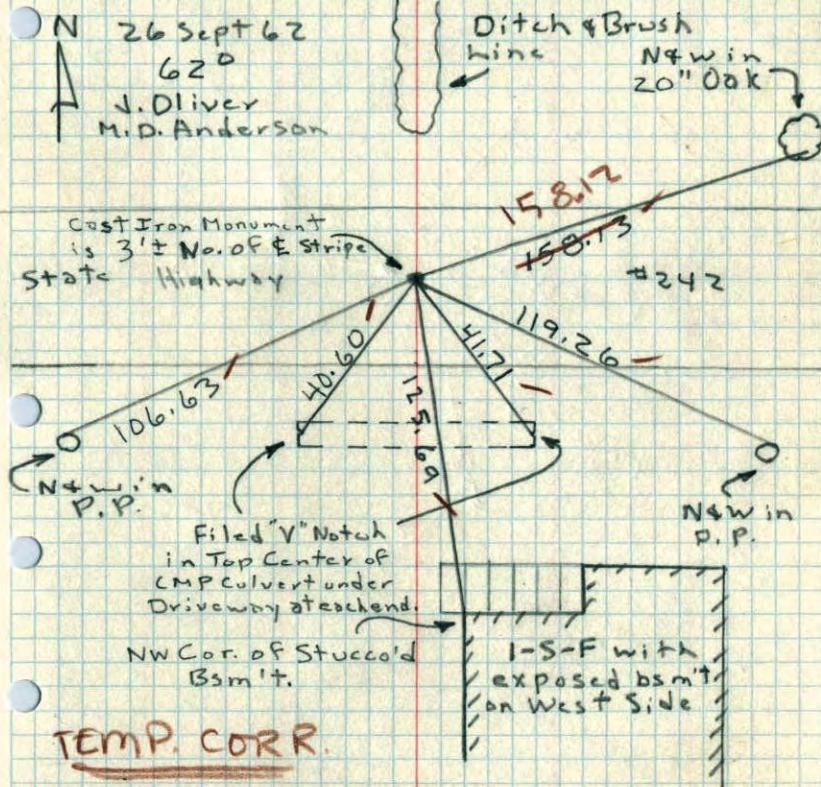 N
26 Sept 62
62°
J. Oliver
M. D. Anderson
Ditch & Brush
Line
N & W in
20" Oak
158.12
158.13
#242
Cast Iron Monument
is 3'± No. of ℄ Stripe
State Highway
106.63
40.60
125.69
41.71
119.26
N & W in
P. P.
Filed "V" Notch
in Top Center of
CMP Culvert under
Driveway at each end.
N & W in
P. P.
NW Cor. of Stucco'd
Bsm't.
1-S-F with
exposed bsm't
on West Side
TEMP. CORR.